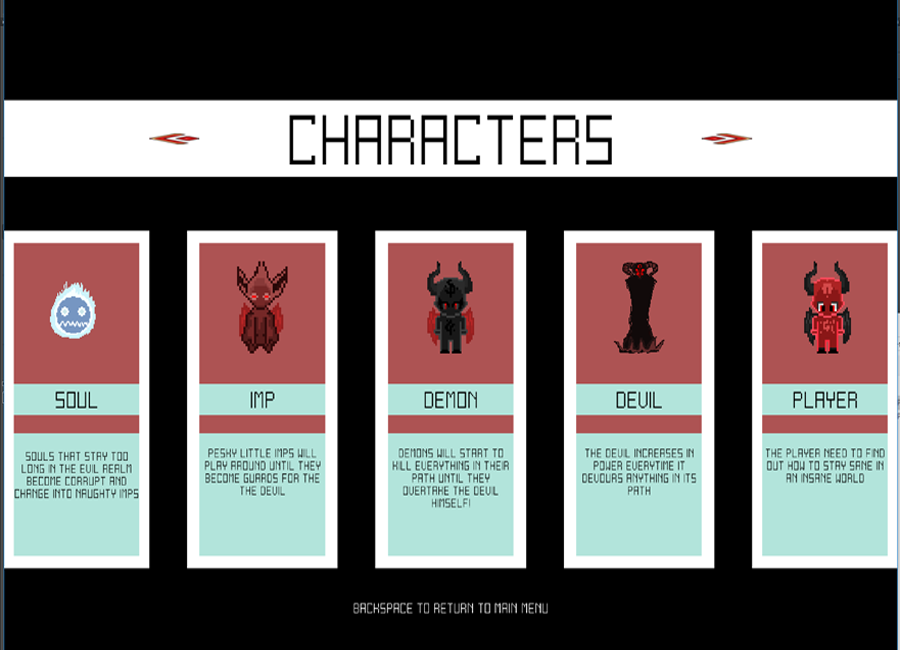 CHARACTERS
SOUL
SOULS THAT STAY TOO
LONG IN THE EVIL REALM
BECOME CORRUPT AND
CHANGE INTO NAUGHTY IMPS
IMP
PESKY LITTLE IMPS WILL
PLAY AROUND UNTIL THEY
BECOME GUARDS FOR THE
THE DEVIL
DEMON
DEMONS WILL START TO
KILL EVERYTHING IN THEIR
PATH UNTIL THEY
OVERTAKE THE DEVIL
HIMSELF!
DEVIL
THE DEVIL INCREASES IN
POWER EVERYTIME IT
DEVOURS ANYTHING IN ITS
PATH
PLAYER
THE PLAYER NEED TO FIND
OUT HOW TO STAY SANE IN
AN INSANE WORLD
BACKSPACE TO RETURN TO MAIN MENU